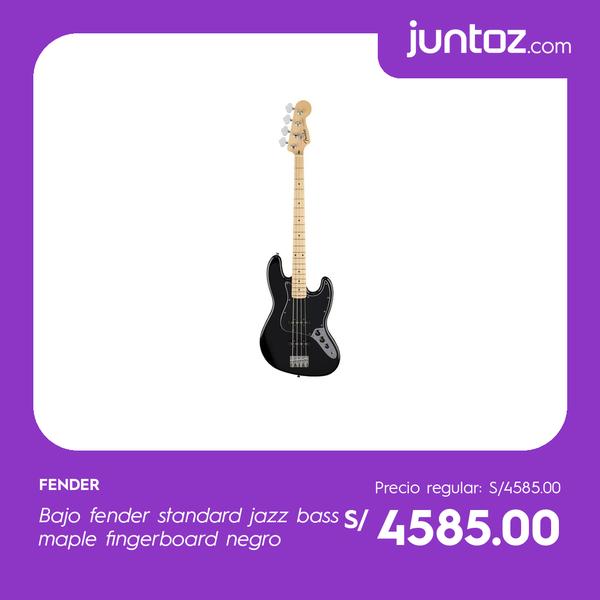 juntoz.com
FENDER
Bajo fender standard jazz bass
maple fingerboard negro
Precio regular: S/4585.00
S/ 4585.00